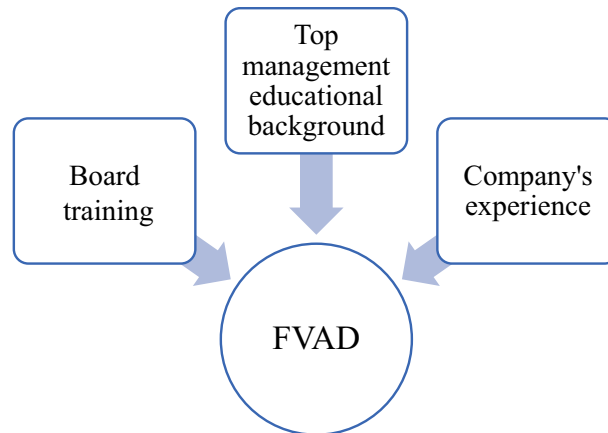 Top
management
educational
background
Board
training
Company's
experience
FVAD